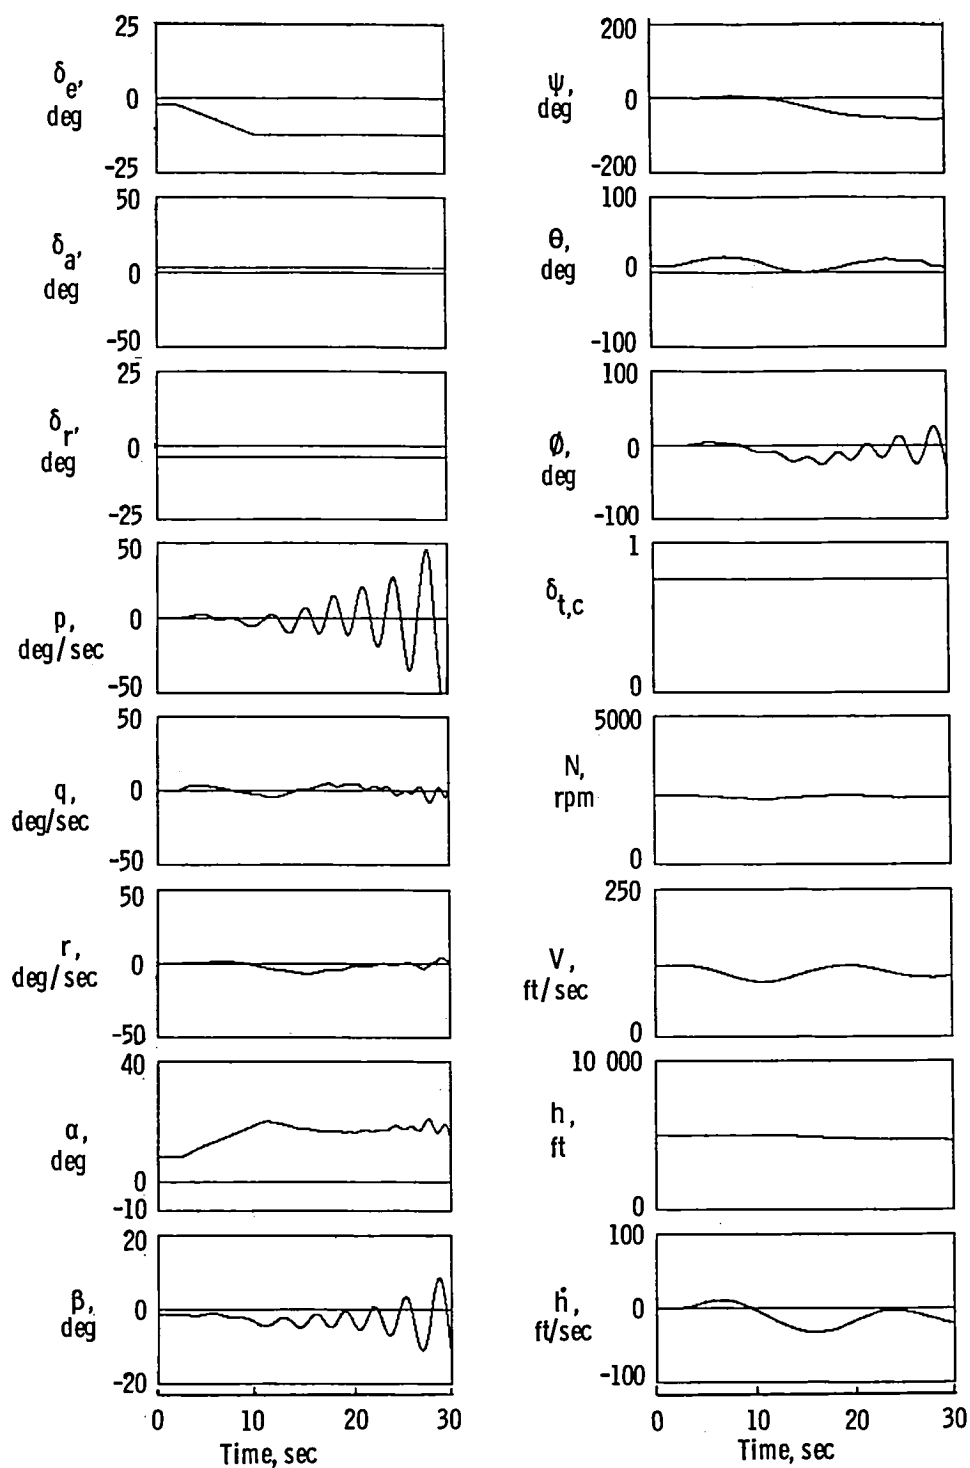 25
δe,
deg
0
-25
50
δa,
deg
0
-50
25
δr,
deg
0
-25
50
p,
deg/sec
0
-50
50
q,
deg/sec
0
-50
50
r,
deg/sec
0
-50
40
α,
deg
0
-10
20
β,
deg
0
-20
0 10 20 30
Time, sec
200
ψ,
deg
0
-200
100
θ,
deg
0
-100
100
ϕ,
deg
0
-100
1
δt,c
0
5000
N,
rpm
0
250
V,
ft/sec
0
10 000
h,
ft
0
100
ḣ,
ft/sec
0
-100
0 10 20 30
Time, sec